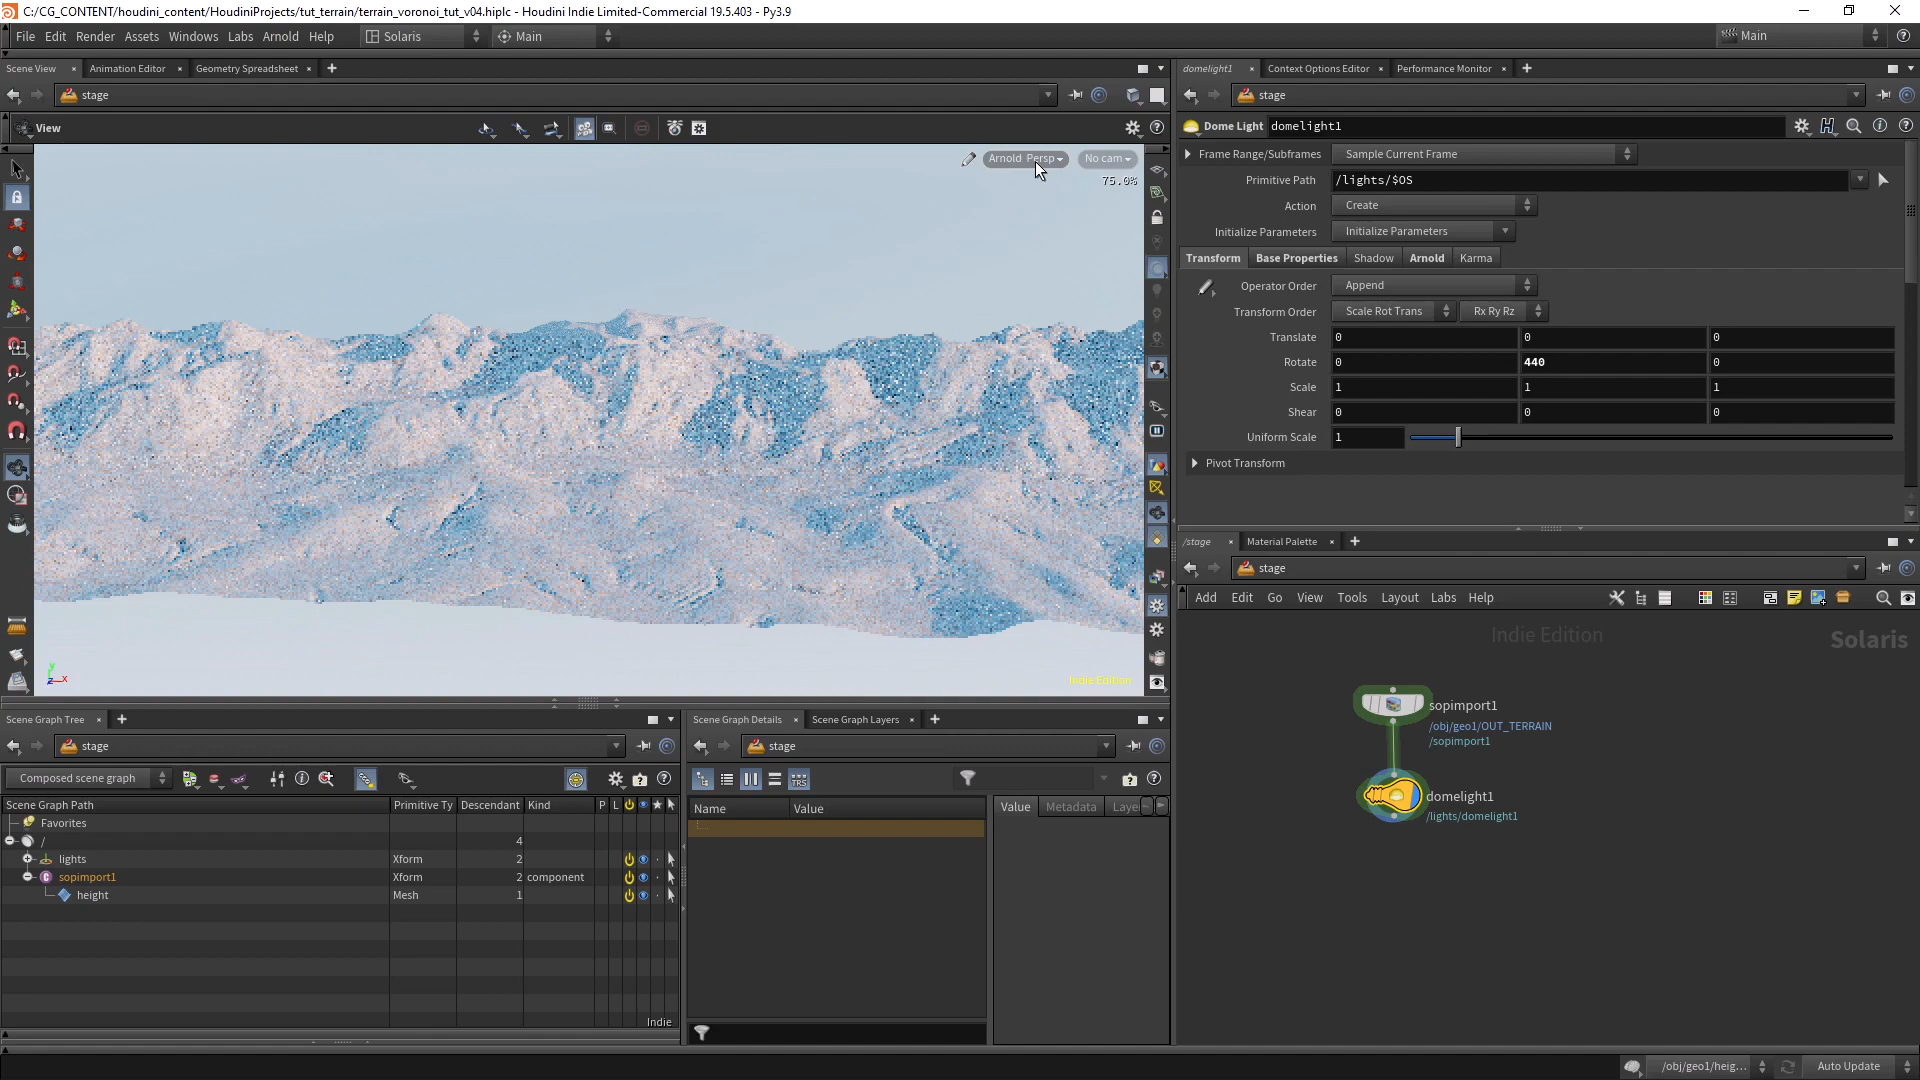 C:/CG_CONTENT/houdini_content/HoudiniProjects/tut_terrain/terrain_voronoi_tut_v04.hiplc - Houdini Indie Limited-Commercial 19.5.403 - Py3.9
File Edit Render Assets Windows Labs Arnold Help Solaris Main Main
Scene View Animation Editor Geometry Spreadsheet
stage
View
Arnold Persp No cam
75.0%
Indie Edition
domelight1 Context Options Editor Performance Monitor
stage
Dome Light domelight1
Frame Range/Subframes Sample Current Frame
Primitive Path /lights/$OS
Action Create
Initialize Parameters Initialize Parameters
Transform Base Properties Shadow Arnold Karma
Operator Order Append
Transform Order Scale Rot Trans Rx Ry Rz
Translate 0 0 0
Rotate 0 440 0
Scale 1 1 1
Shear 0 0 0
Uniform Scale 1
Pivot Transform
/stage Material Palette
stage
Add Edit Go View Tools Layout Labs Help
Indie Edition Solaris
sopimport1
/obj/geo1/OUT_TERRAIN
/sopimport1
domelight1
/lights/domelight1
Scene Graph Tree
stage
Composed scene graph
Scene Graph Path Primitive Ty Descendant Kind P L
Favorites
/ 4
lights Xform 2
sopimport1 Xform 2 component
height Mesh 1
Indie
Scene Graph Details Scene Graph Layers
stage
Name Value
Value Metadata Laye
/obj/geo1/heig... Auto Update